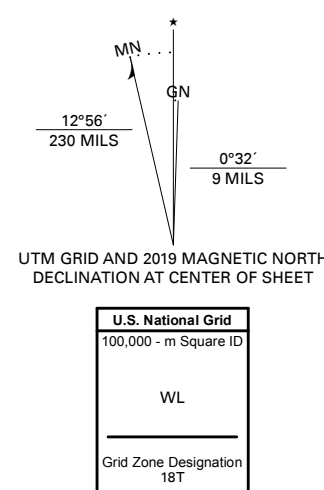 ★
MN
GN
12°56´
230 MILS
0°32´
9 MILS
UTM GRID AND 2019 MAGNETIC NORTH
DECLINATION AT CENTER OF SHEET
U.S. National Grid
100,000 - m Square ID
WL
Grid Zone Designation
18T